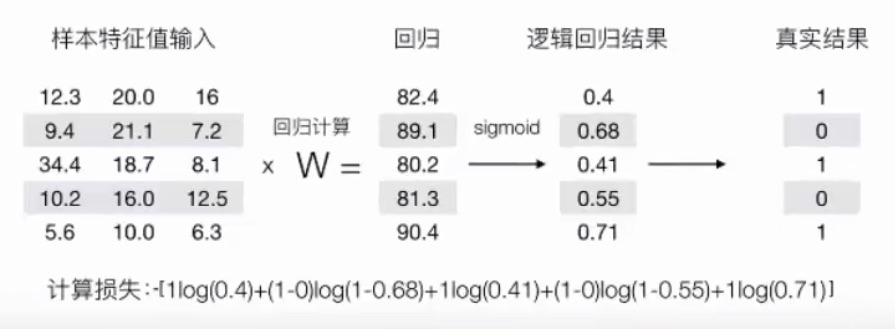 样本特征值输入 回归 逻辑回归结果 真实结果
12.3 20.0 16 82.4 0.4 1
回归计算 sigmoid
9.4 21.1 7.2 89.1 0.68 0
34.4 18.7 8.1 x W = 80.2 0.41 1
10.2 16.0 12.5 81.3 0.55 0
5.6 10.0 6.3 90.4 0.71 1
计算损失:-[1log(0.4)+(1-0)log(1-0.68)+1log(0.41)+(1-0)log(1-0.55)+1log(0.71)]